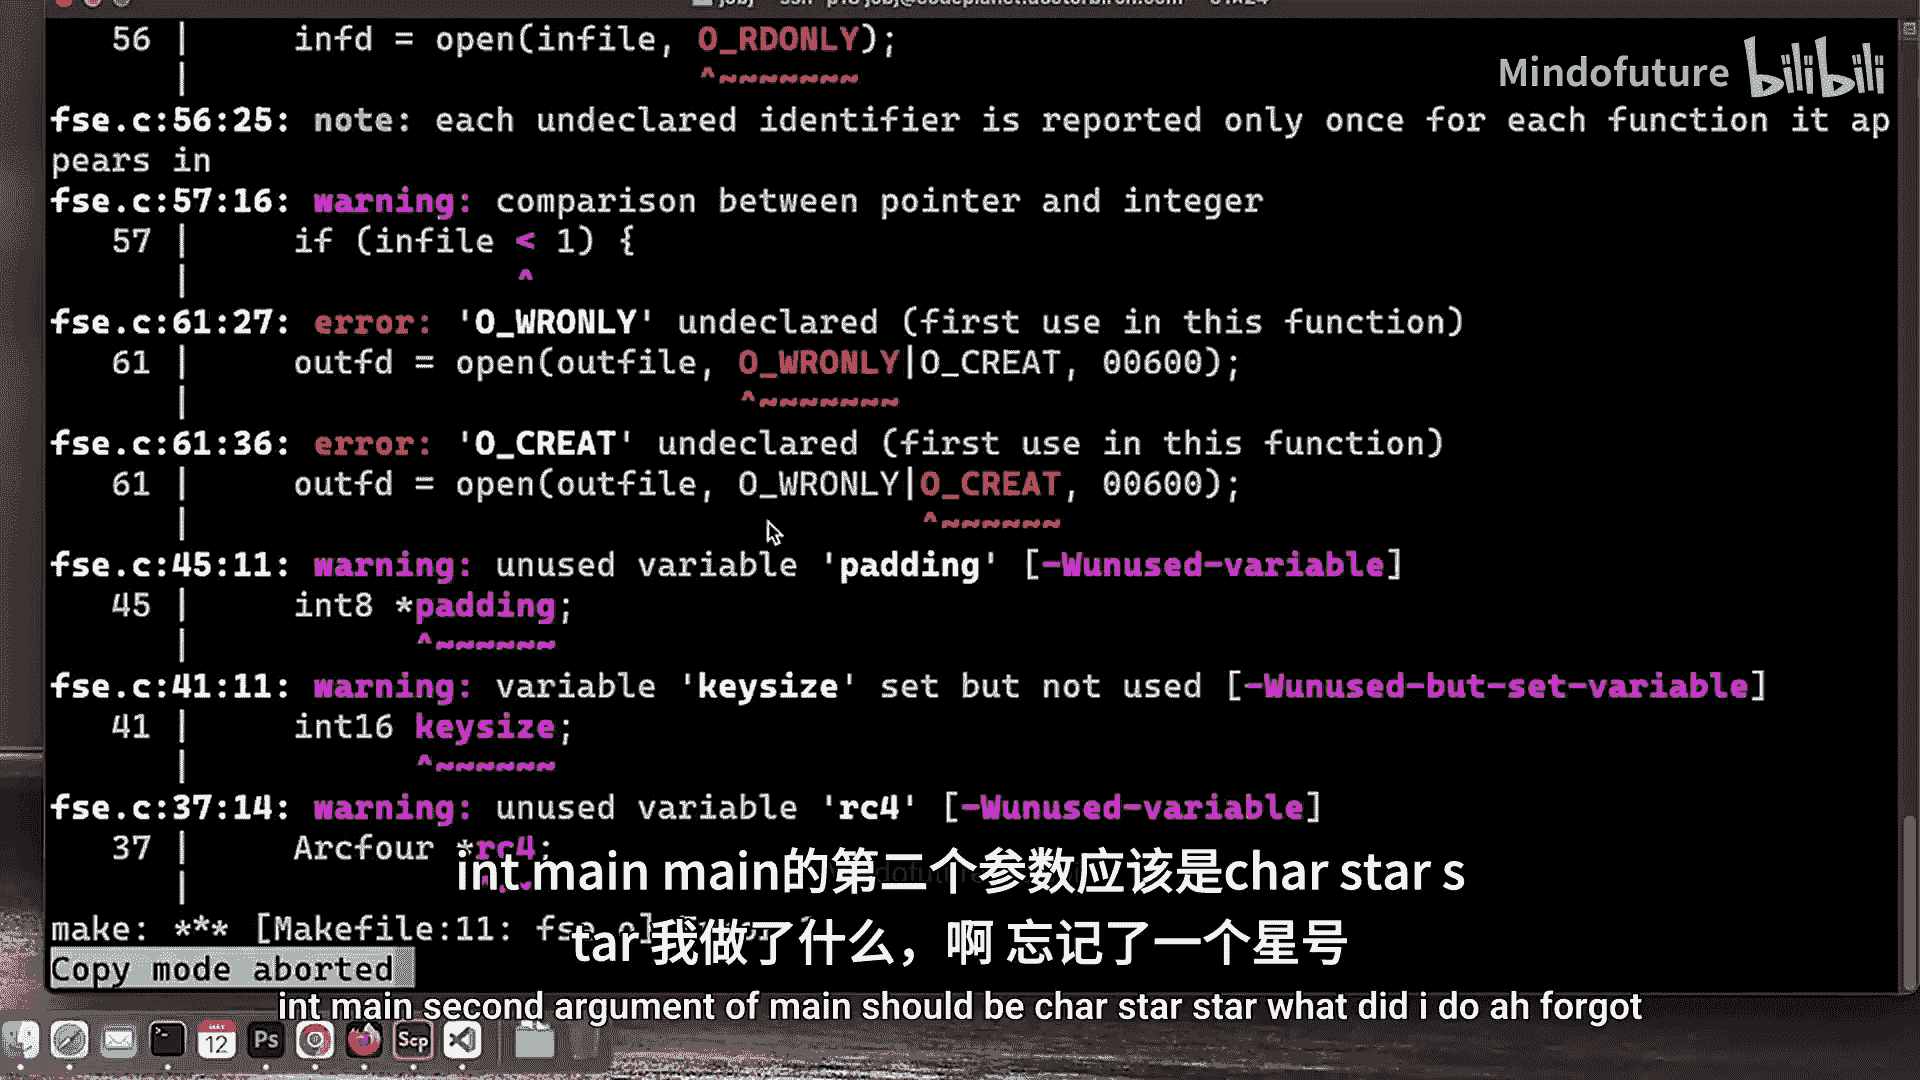 56 |     infd = open(infile, O_RDONLY);
   |                         ^~~~~~~~
Mindofuture bilibili
fse.c:56:25: note: each undeclared identifier is reported only once for each function it ap
pears in
fse.c:57:16: warning: comparison between pointer and integer
57 |     if (infile < 1) {
   |                ^
fse.c:61:27: error: 'O_WRONLY' undeclared (first use in this function)
61 |     outfd = open(outfile, O_WRONLY|O_CREAT, 00600);
   |                           ^~~~~~~~
fse.c:61:36: error: 'O_CREAT' undeclared (first use in this function)
61 |     outfd = open(outfile, O_WRONLY|O_CREAT, 00600);
   |                                    ^~~~~~~
fse.c:45:11: warning: unused variable 'padding' [-Wunused-variable]
45 |     int8 *padding;
   |           ^~~~~~~
fse.c:41:11: warning: variable 'keysize' set but not used [-Wunused-but-set-variable]
41 |     int16 keysize;
   |           ^~~~~~~
fse.c:37:14: warning: unused variable 'rc4' [-Wunused-variable]
37 |     Arcfour *rc4;
   |
int main main的第二个参数应该是char star s
make: *** [Makefile:11: fse.o]
tar 我做了什么，啊 忘记了一个星号
Copy mode aborted
int main second argument of main should be char star star what did i do ah forgot
MAY
12
Ps
Scp